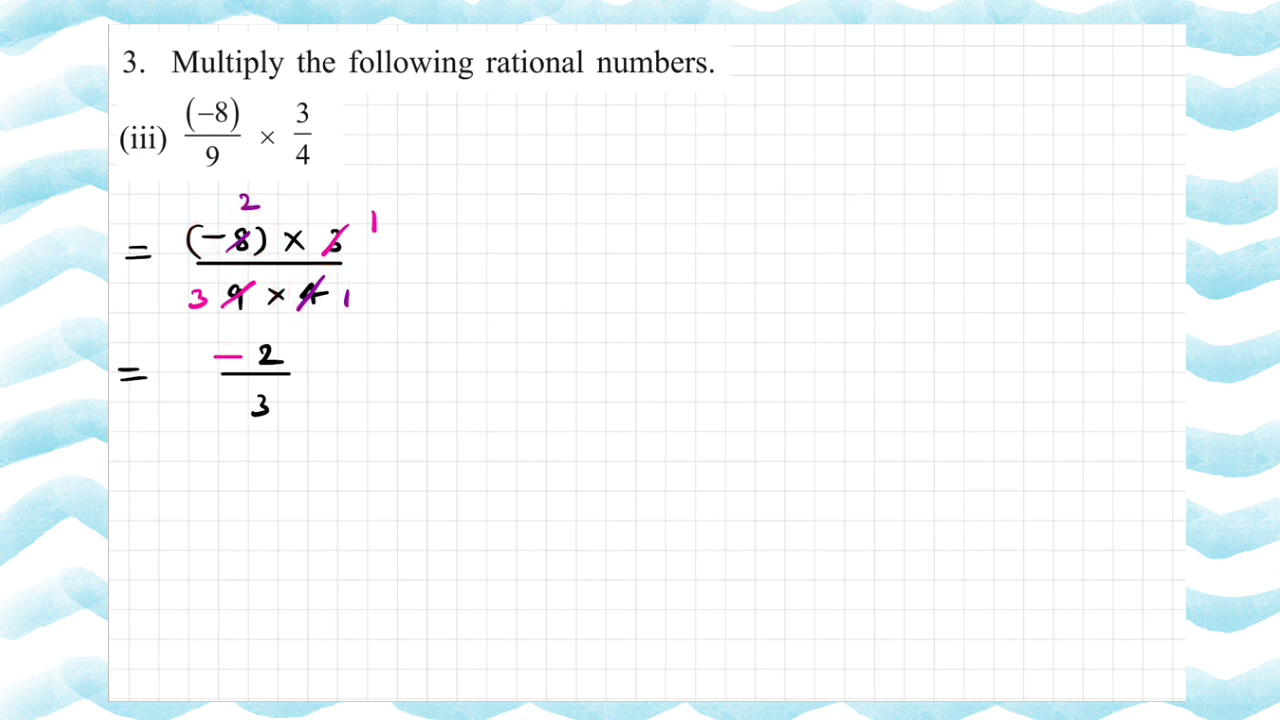 3. Multiply the following rational numbers.
(iii) (−8)/9 × 3/4
2
= (−8) × 3 1
3 9 × 4 1
= − 2
3